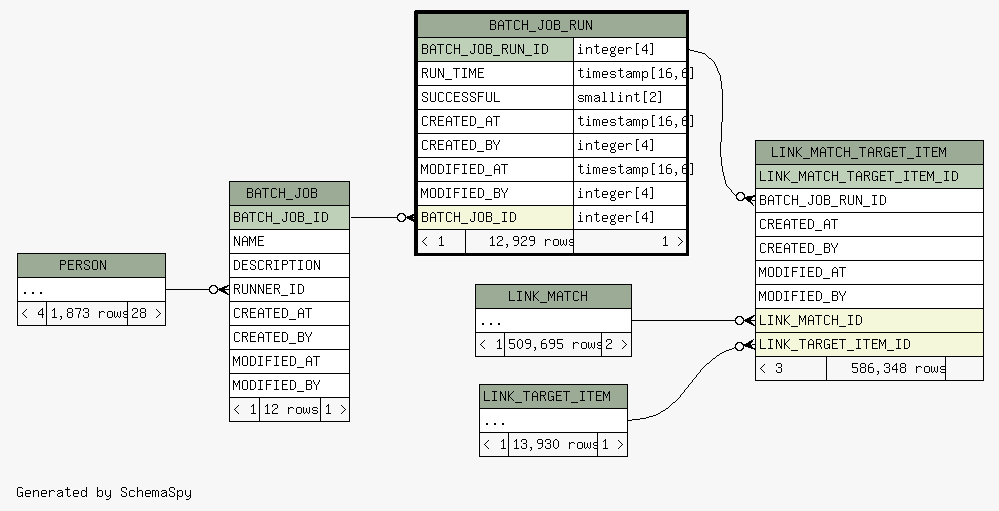 BATCH_JOB_RUN
BATCH_JOB_RUN_ID integer[4]
RUN_TIME timestamp[16,6]
SUCCESSFUL smallint[2]
CREATED_AT timestamp[16,6]
CREATED_BY integer[4]
MODIFIED_AT timestamp[16,6]
MODIFIED_BY integer[4]
BATCH_JOB_ID integer[4]
< 1 12,929 rows 1 >
LINK_MATCH_TARGET_ITEM
LINK_MATCH_TARGET_ITEM_ID
BATCH_JOB_RUN_ID
CREATED_AT
CREATED_BY
MODIFIED_AT
MODIFIED_BY
LINK_MATCH_ID
LINK_TARGET_ITEM_ID
< 3 586,348 rows
BATCH_JOB
BATCH_JOB_ID
NAME
DESCRIPTION
RUNNER_ID
CREATED_AT
CREATED_BY
MODIFIED_AT
MODIFIED_BY
< 1 12 rows 1 >
PERSON
...
< 4 1,873 rows 28 >
LINK_MATCH
...
< 1 509,695 rows 2 >
LINK_TARGET_ITEM
...
< 1 13,930 rows 1 >
Generated by SchemaSpy